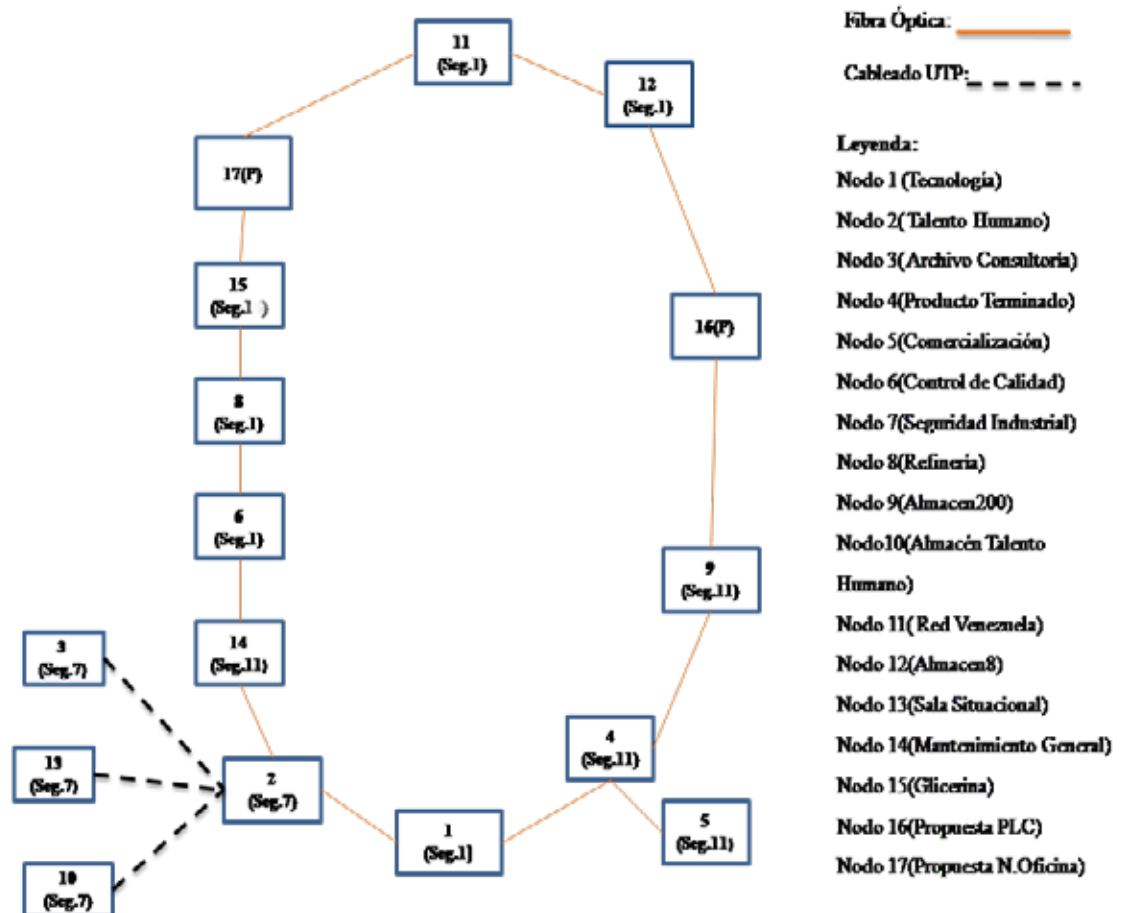 11
(Seg.1)
12
(Seg.1)
17(P)
15
(Seg.1 )
16(P)
8
(Seg.1)
6
(Seg.1)
9
(Seg.11)
14
(Seg.11)
3
(Seg.7)
13
(Seg.7)
2
(Seg.7)
4
(Seg.11)
1
(Seg.1]
5
(Seg.11)
10
(Seg.7)
Fibra Óptica:
Cableado UTP:
Leyenda:
Nodo 1 (Tecnología)
Nodo 2( Talento Humano)
Nodo 3(Archivo Consultoría)
Nodo 4(Producto Terminado)
Nodo 5(Comercialización)
Nodo 6(Control de Calidad)
Nodo 7(Seguridad Industrial)
Nodo 8(Refinería)
Nodo 9(Almacen200)
Nodo10(Almacén Talento
Humano)
Nodo 11( Red Venezuela)
Nodo 12(Almacen8)
Nodo 13(Sala Situacional)
Nodo 14(Mantenimiento General)
Nodo 15(Glicerina)
Nodo 16(Propuesta PLC)
Nodo 17(Propuesta N.Oficina)